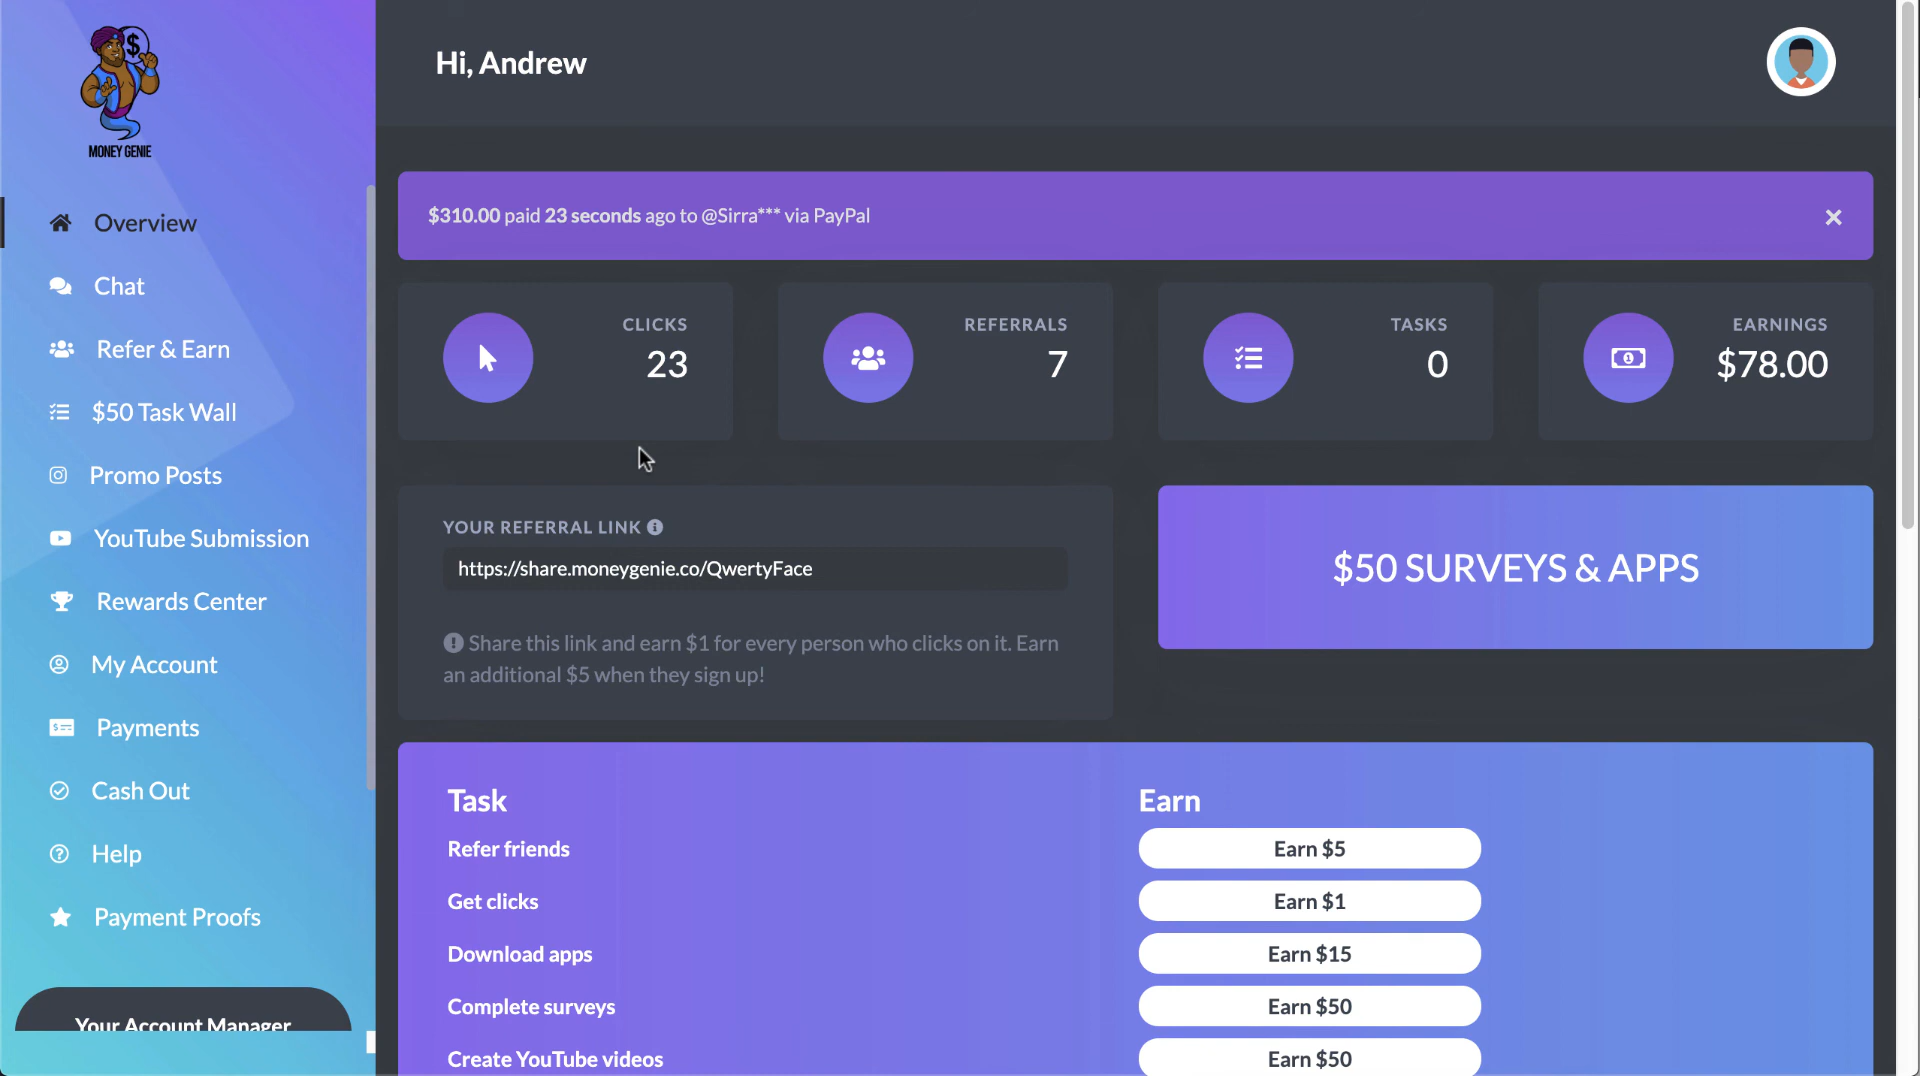 MONEY GENIE
Overview
Chat
Refer & Earn
$50 Task Wall
Promo Posts
YouTube Submission
Rewards Center
My Account
Payments
Cash Out
Help
Payment Proofs
Your Account Manager
Hi, Andrew
$310.00 paid 23 seconds ago to @Sirra*** via PayPal
CLICKS
23
REFERRALS
7
TASKS
0
EARNINGS
$78.00
YOUR REFERRAL LINK
https://share.moneygenie.co/QwertyFace
Share this link and earn $1 for every person who clicks on it. Earn
an additional $5 when they sign up!
$50 SURVEYS & APPS
Task Earn
Refer friends Earn $5
Get clicks Earn $1
Download apps Earn $15
Complete surveys Earn $50
Create YouTube videos Earn $50